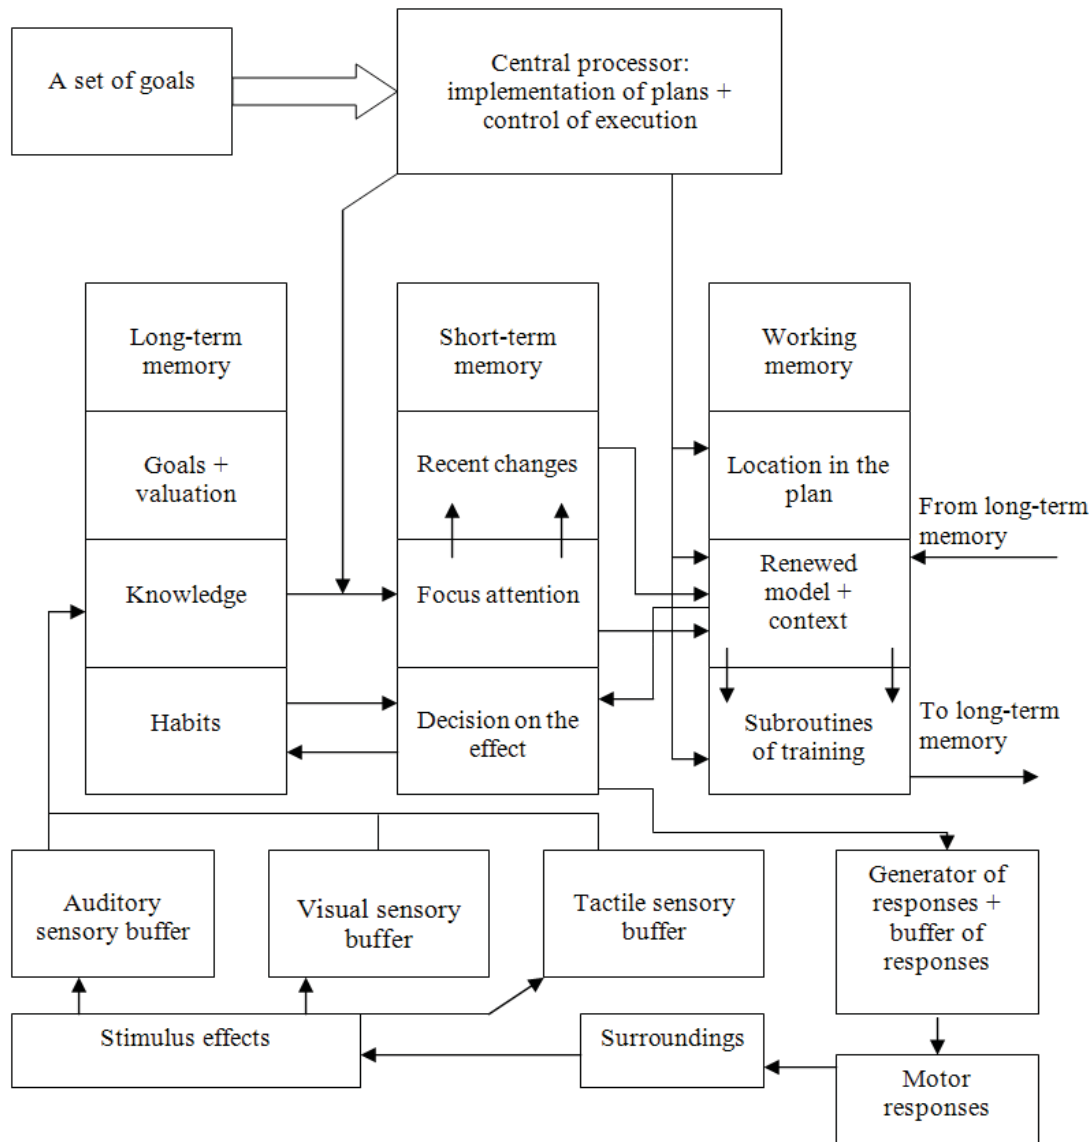 A set of goals
Central processor:
implementation of plans +
control of execution
Long-term
memory
Short-term
memory
Working
memory
Goals +
valuation
Recent changes
Location in the
plan
From long-term
memory
Knowledge
Focus attention
Renewed
model +
context
Habits
Decision on the
effect
Subroutines
of training
To long-term
memory
Auditory
sensory buffer
Visual sensory
buffer
Tactile sensory
buffer
Generator of
responses +
buffer of
responses
Stimulus effects
Surroundings
Motor
responses